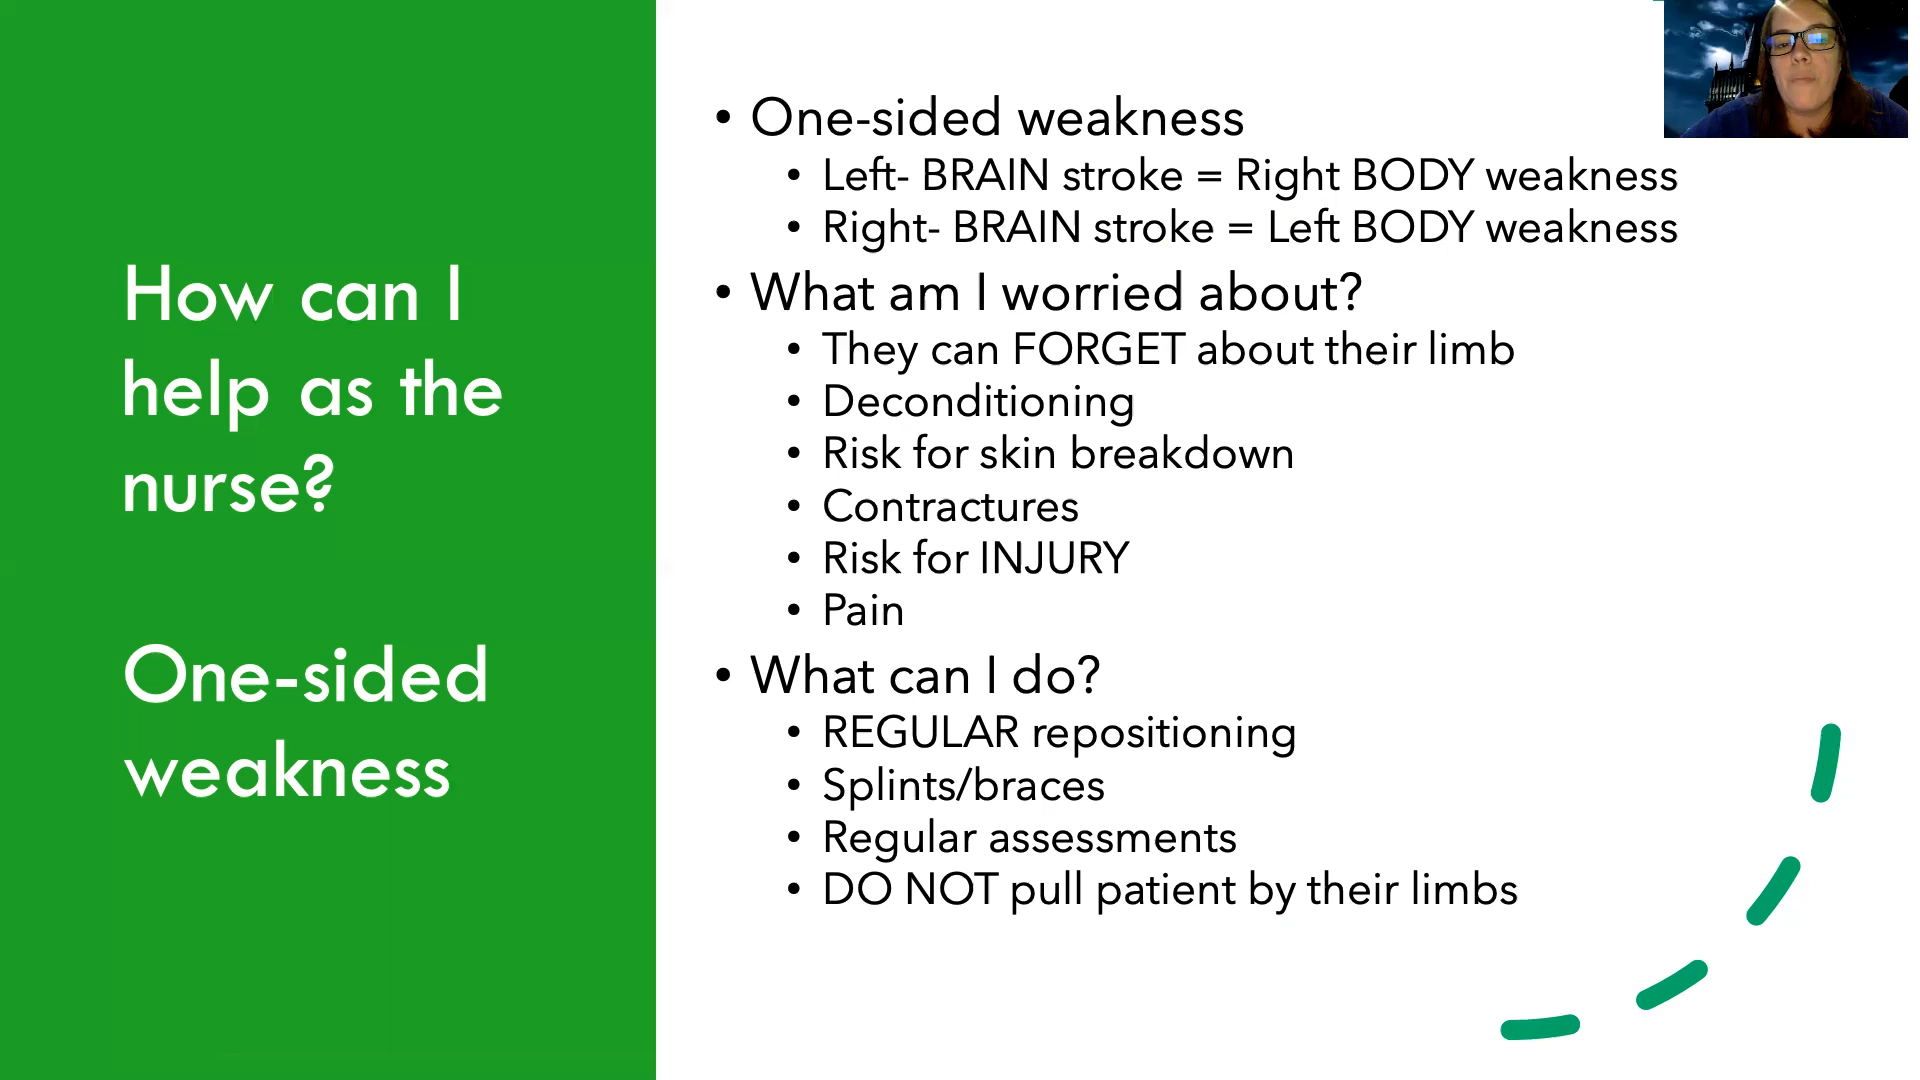 How can I
help as the
nurse?
One-sided
weakness
• One-sided weakness
• Left- BRAIN stroke = Right BODY weakness
• Right- BRAIN stroke = Left BODY weakness
• What am I worried about?
• They can FORGET about their limb
• Deconditioning
• Risk for skin breakdown
• Contractures
• Risk for INJURY
• Pain
• What can I do?
• REGULAR repositioning
• Splints/braces
• Regular assessments
• DO NOT pull patient by their limbs